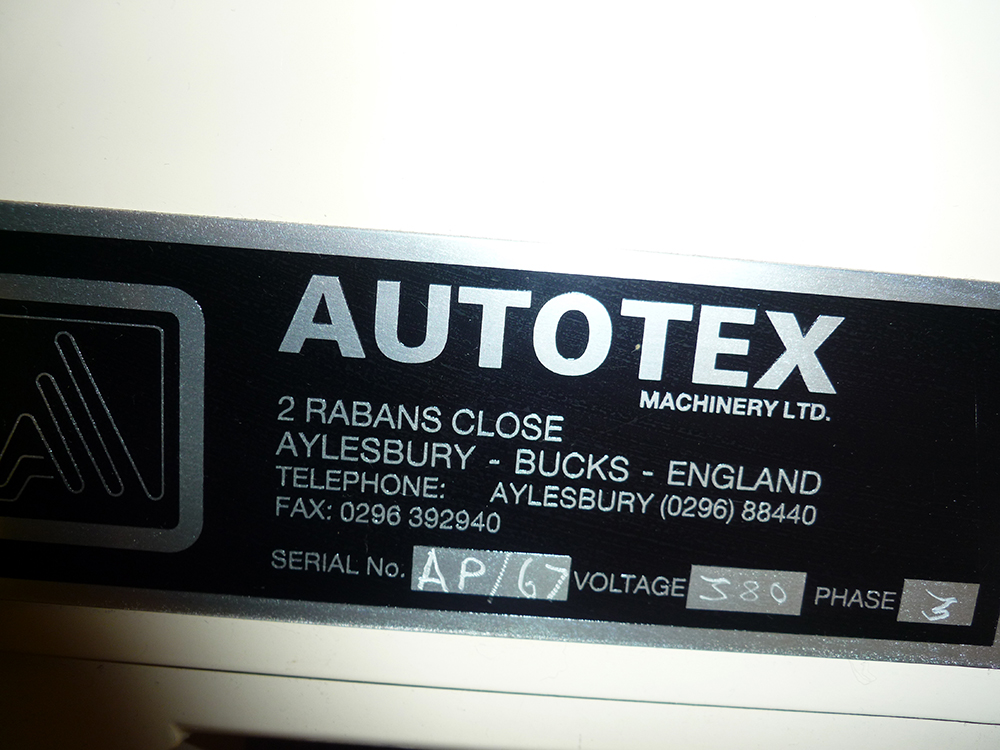 AUTOTEX
MACHINERY LTD.
2 RABANS CLOSE
AYLESBURY - BUCKS - ENGLAND
TELEPHONE: AYLESBURY (0296) 88440
FAX: 0296 392940
SERIAL No. AP/67 VOLTAGE 380 PHASE 3